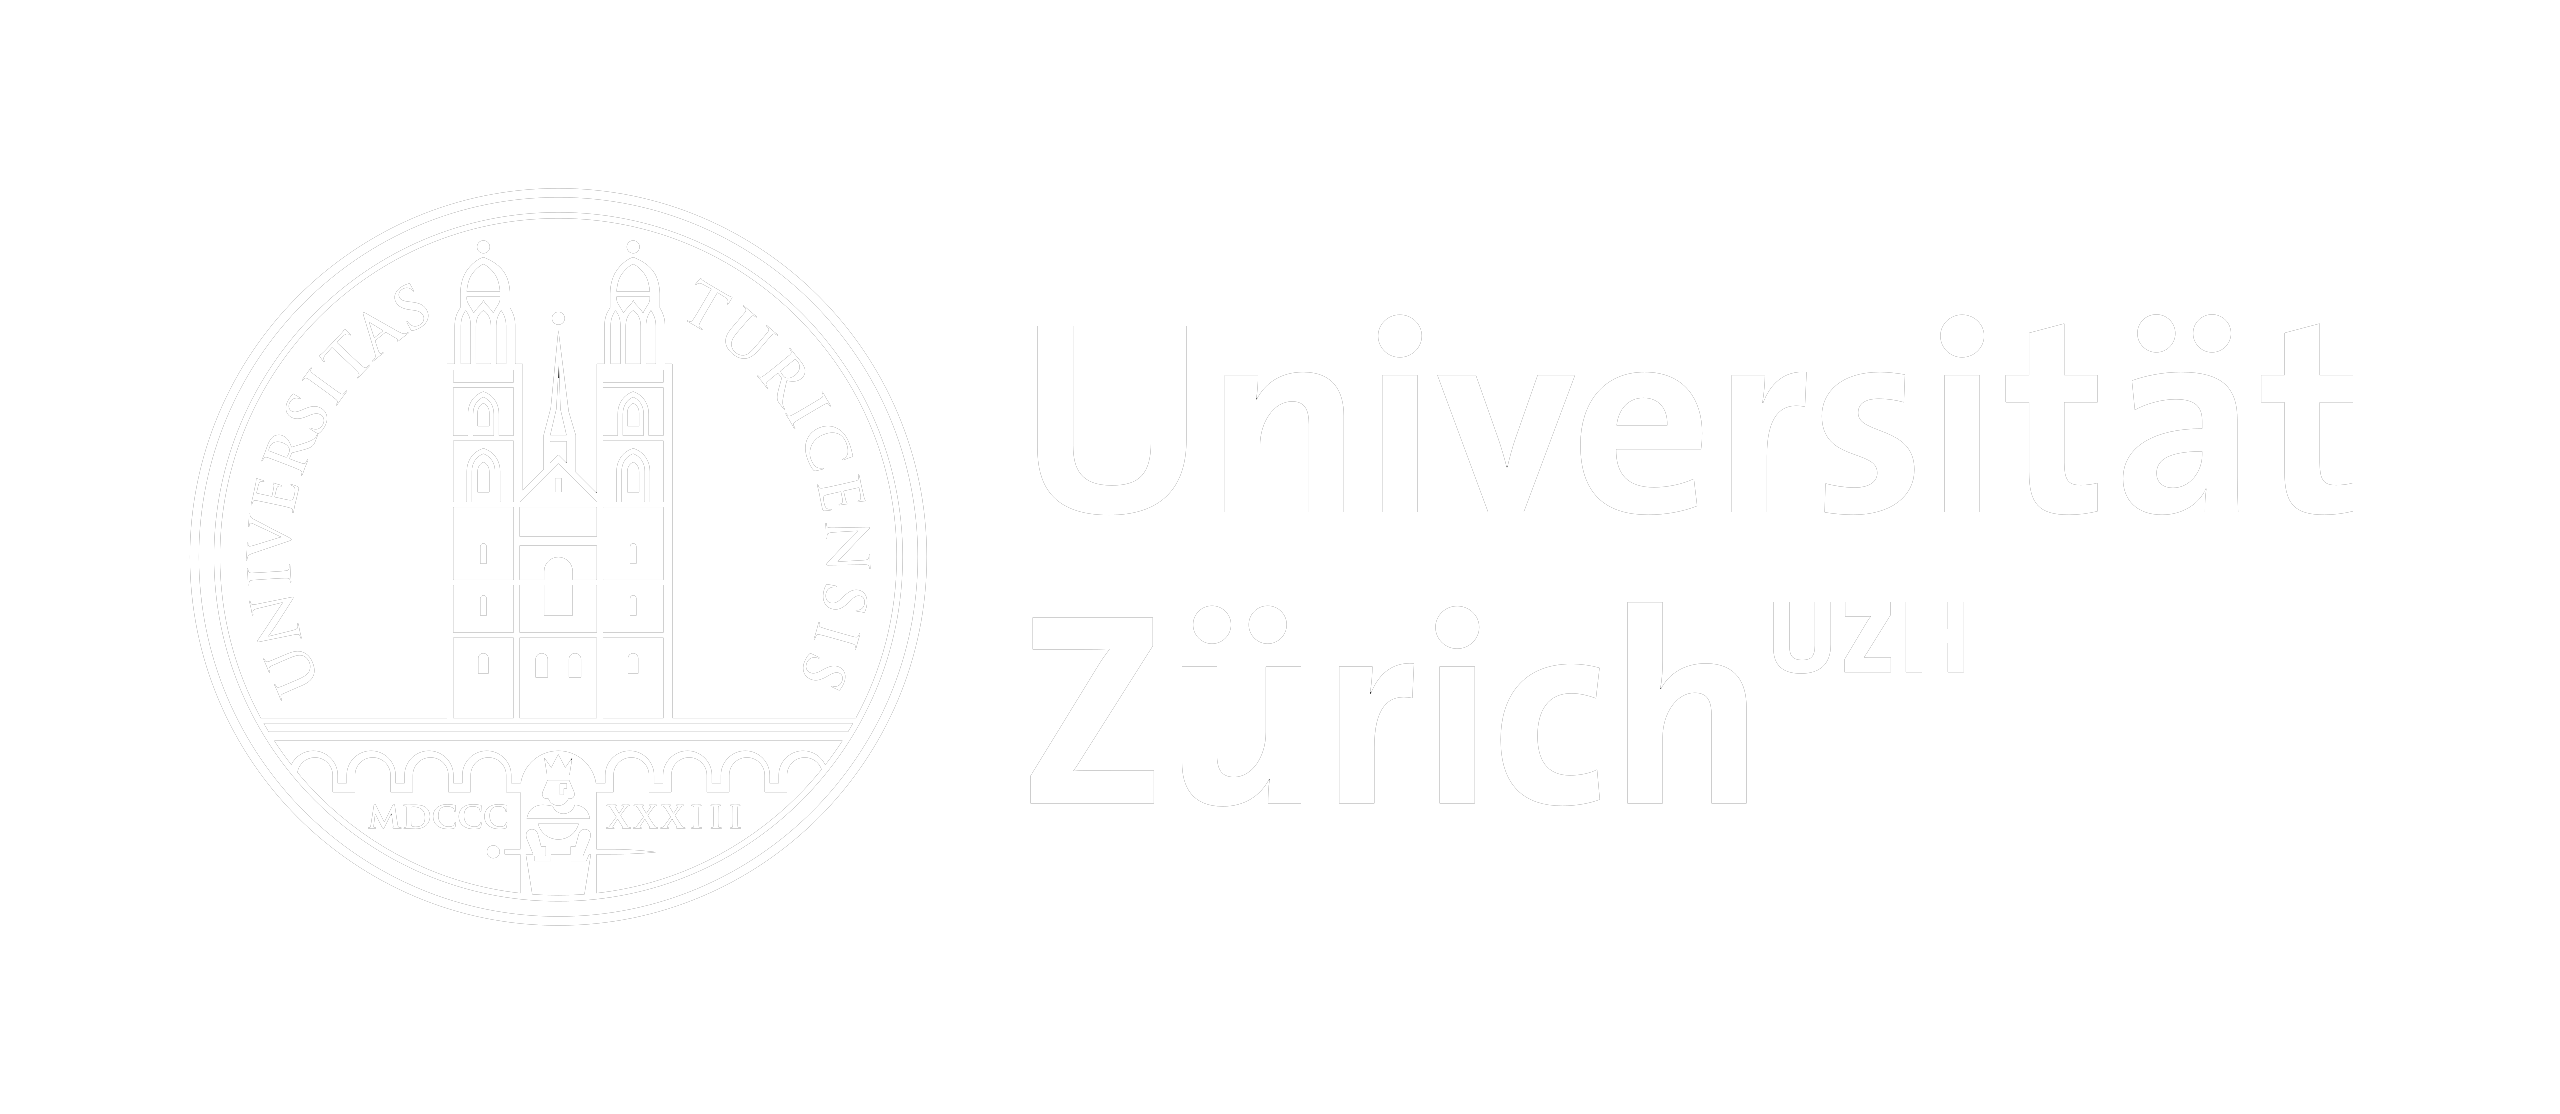 UNIVERSITAS TURICENSIS
MDCCC XXXIII
Universität
Zürich UZH